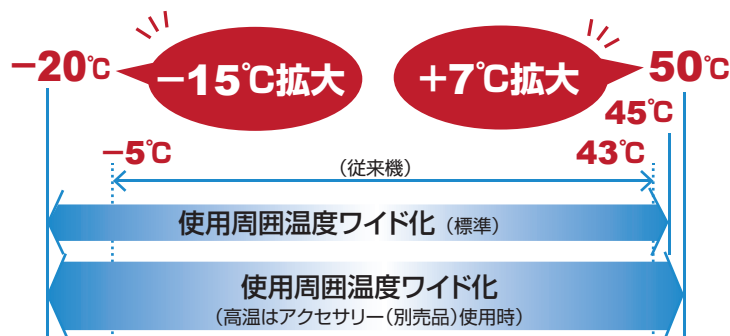 −20℃
−15℃拡大
+7℃拡大
50℃
45℃
−5℃
43℃
(従来機)
使用周囲温度ワイド化(標準)
使用周囲温度ワイド化
(高温はアクセサリー(別売品)使用時)